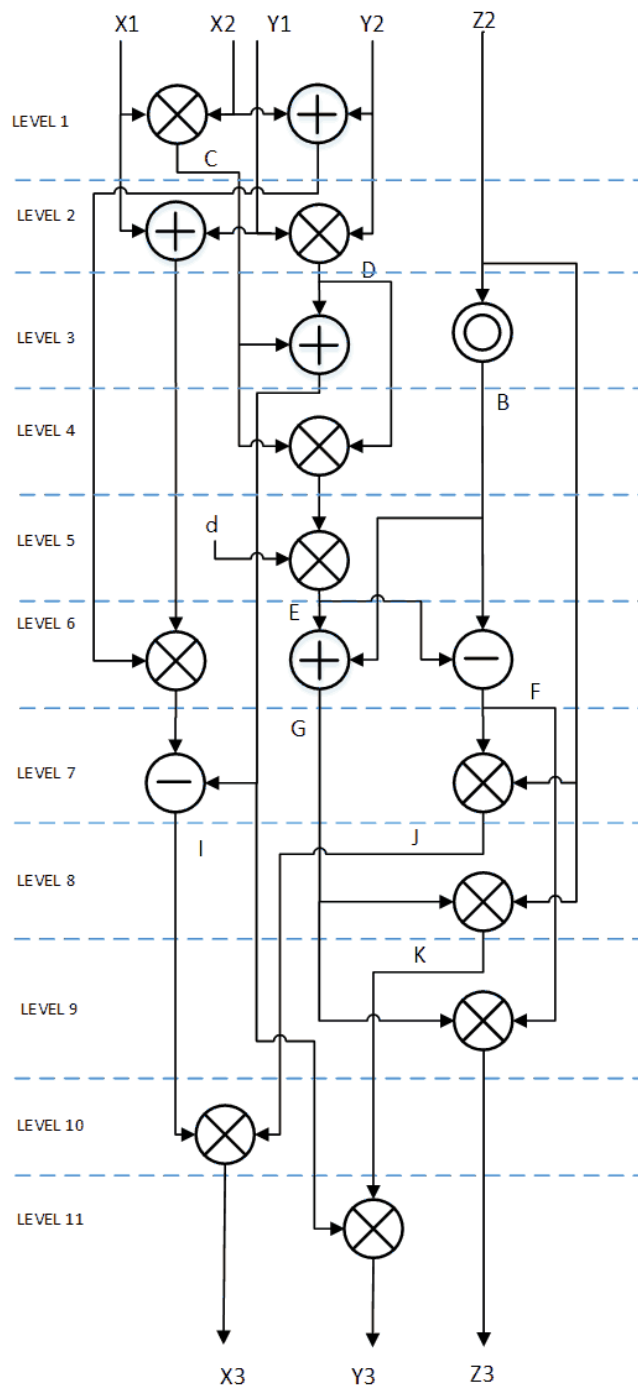 X1 X2 Y1 Y2 Z2
LEVEL 1
C
LEVEL 2
D
LEVEL 3
B
LEVEL 4
d
LEVEL 5
E
LEVEL 6
F
G
LEVEL 7
J
I
LEVEL 8
K
LEVEL 9
LEVEL 10
LEVEL 11
X3 Y3 Z3